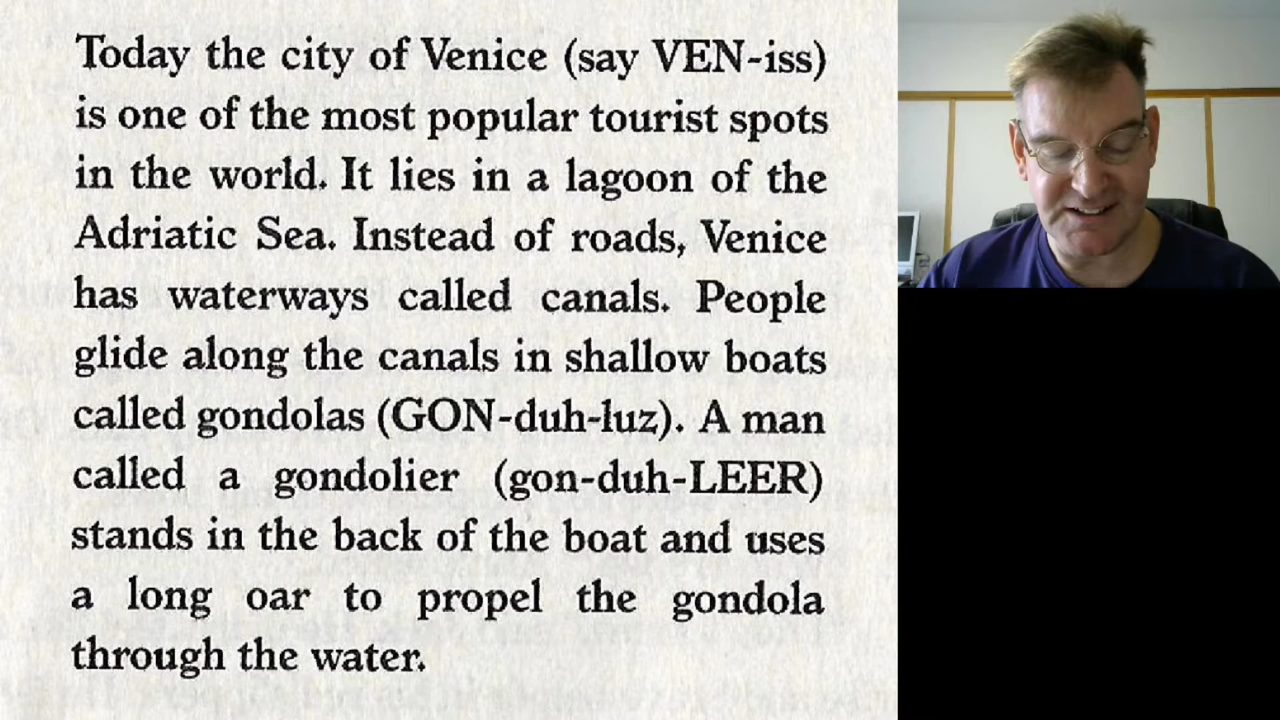 Today the city of Venice (say VEN-iss)
is one of the most popular tourist spots
in the world. It lies in a lagoon of the
Adriatic Sea. Instead of roads, Venice
has waterways called canals. People
glide along the canals in shallow boats
called gondolas (GON-duh-luz). A man
called a gondolier (gon-duh-LEER)
stands in the back of the boat and uses
a long oar to propel the gondola
through the water.